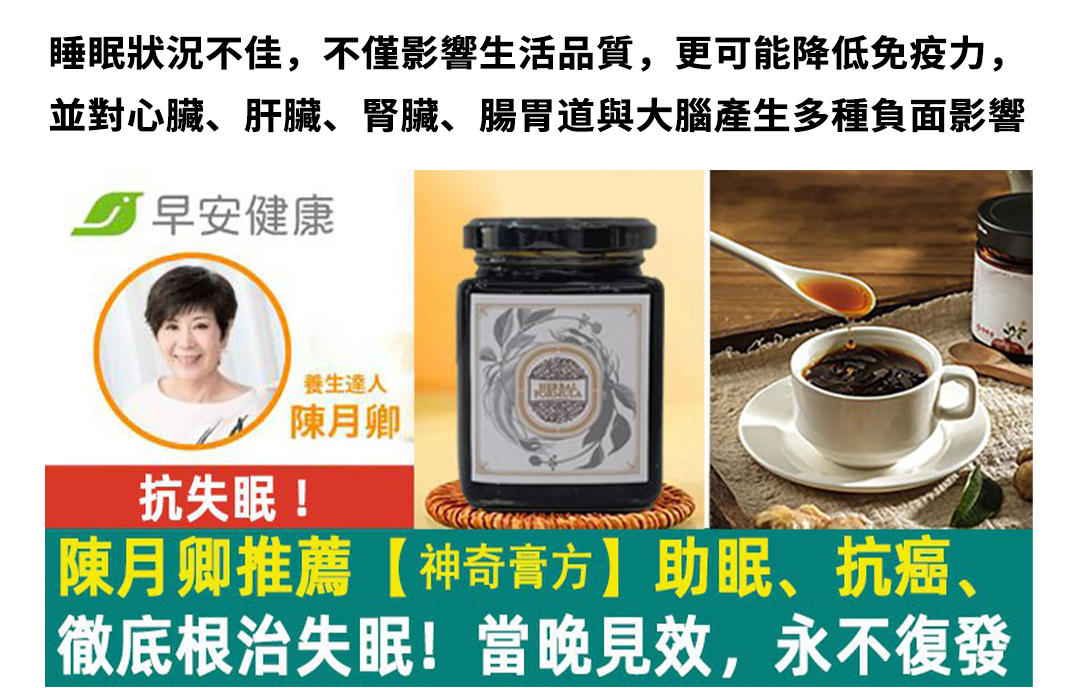 睡眠狀況不佳，不僅影響生活品質，更可能降低免疫力，
並對心臟、肝臟、腎臟、腸胃道與大腦產生多種負面影響
早安健康
養生達人
陳月卿
HERBAL
FORMULA
抗失眠！
陳月卿推薦【神奇膏方】助眠、抗癌、
徹底根治失眠！當晚見效，永不復發